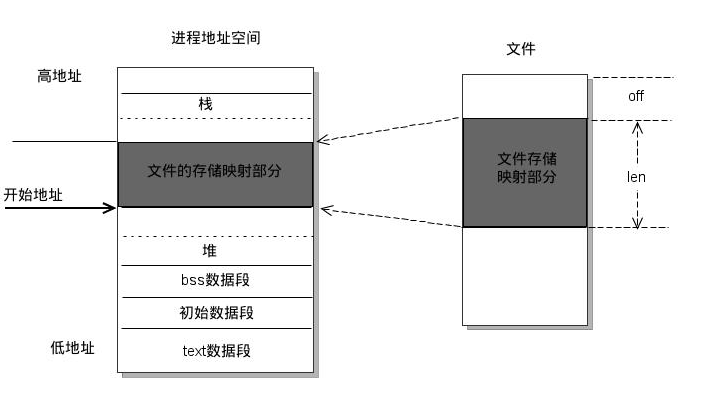 进程地址空间
文件
高地址
栈
off
文件的存储映射部分
文件存储
映射部分
len
开始地址
堆
bss数据段
初始数据段
低地址
text数据段